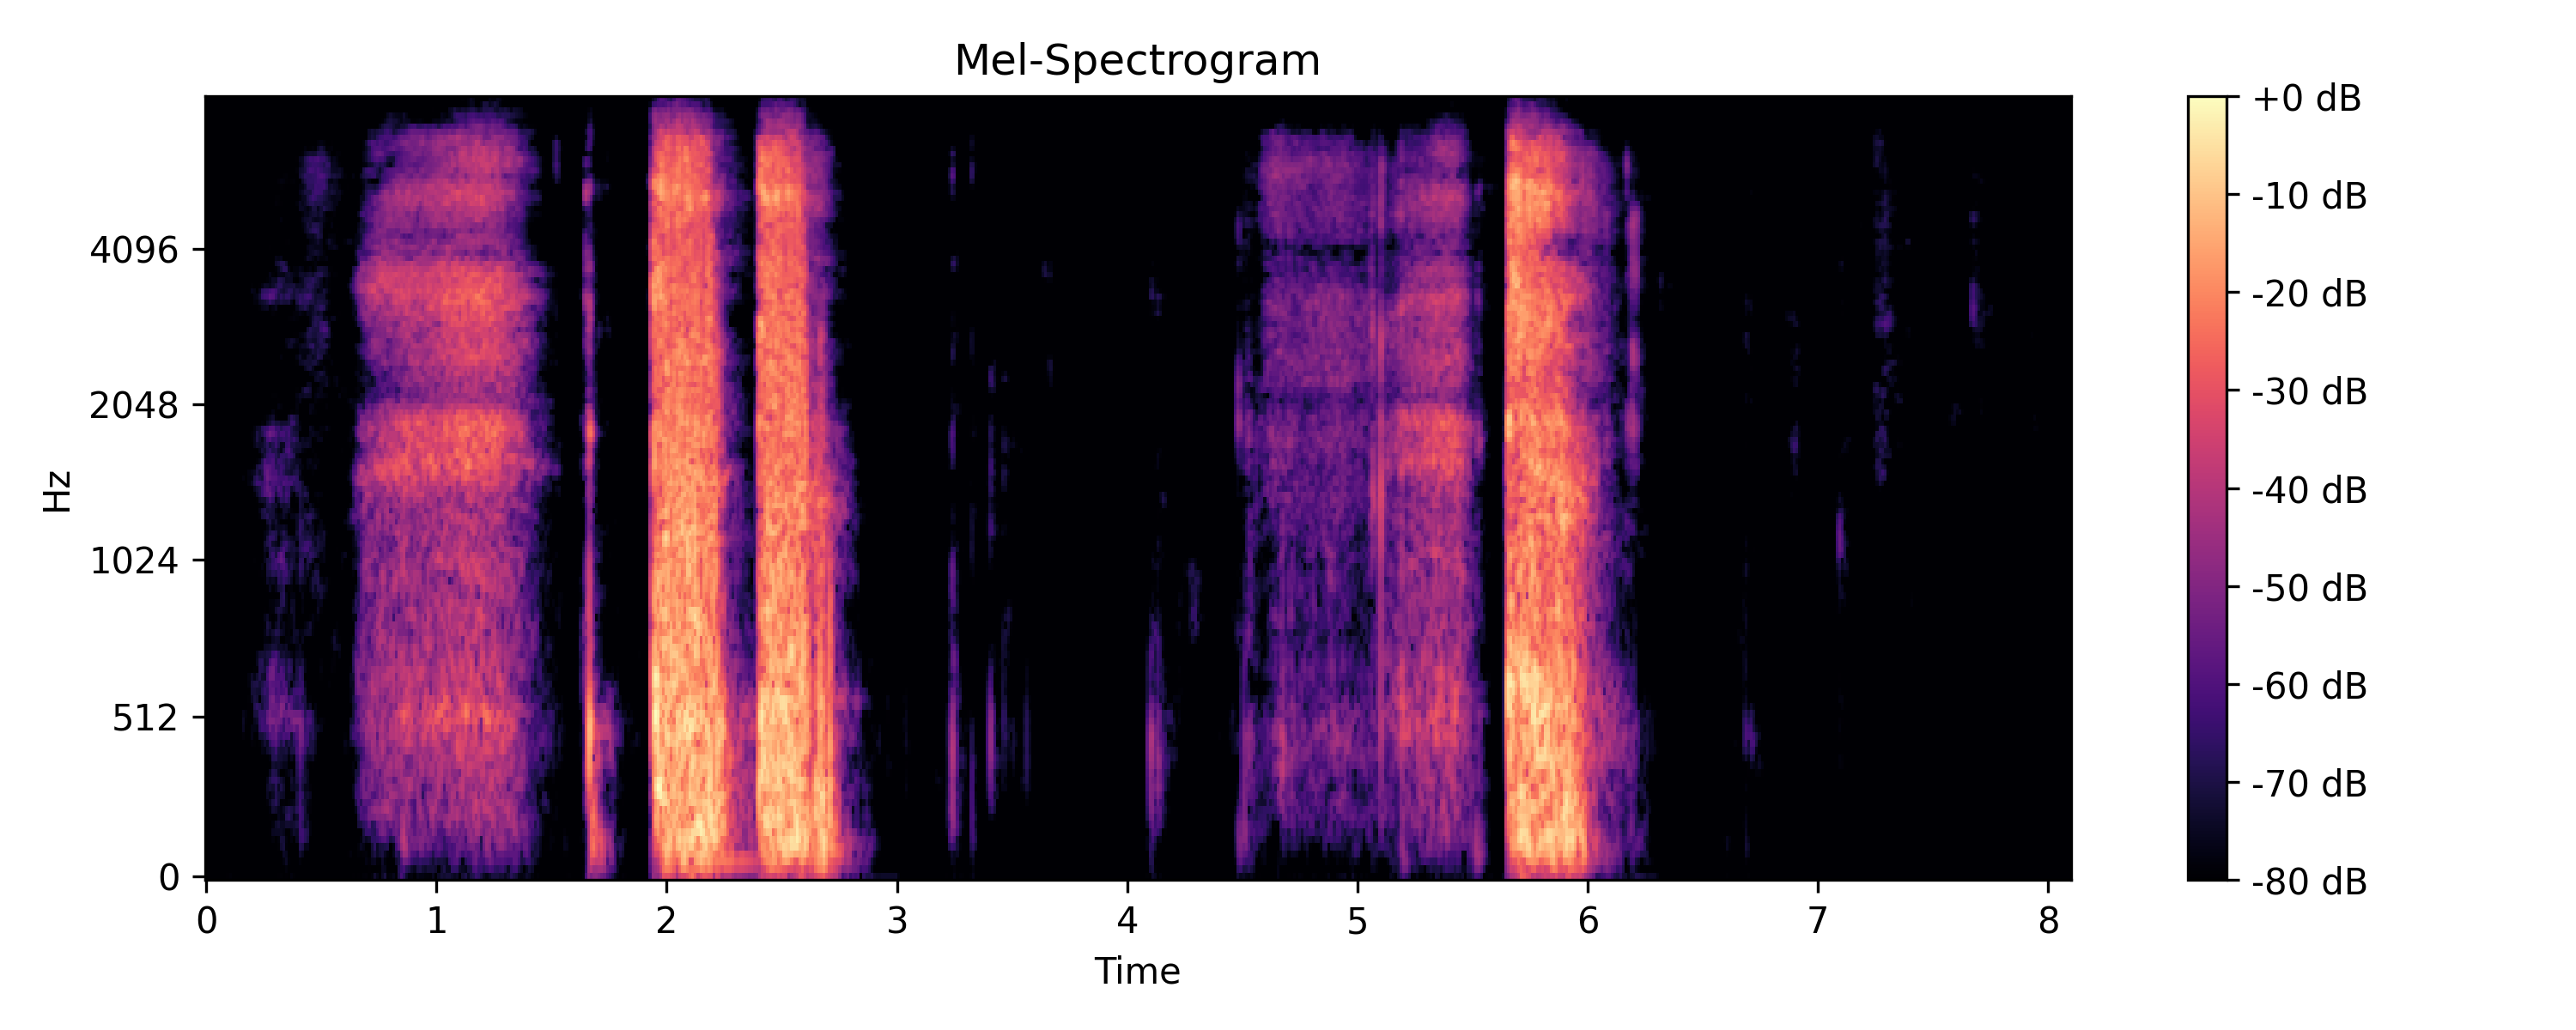 Mel-Spectrogram
+0 dB
-10 dB
4096
-20 dB
-30 dB
2048
Hz
-40 dB
1024
-50 dB
-60 dB
512
-70 dB
0
-80 dB
0 1 2 3 4 5 6 7 8
Time